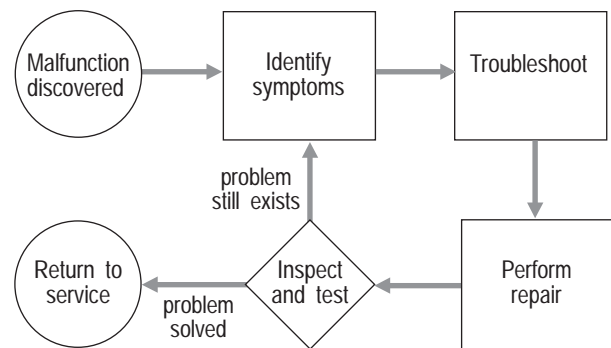 Malfunction
discovered
Identify
symptoms
Troubleshoot
problem
still exists
Return to
service
problem
solved
Inspect
and test
Perform
repair